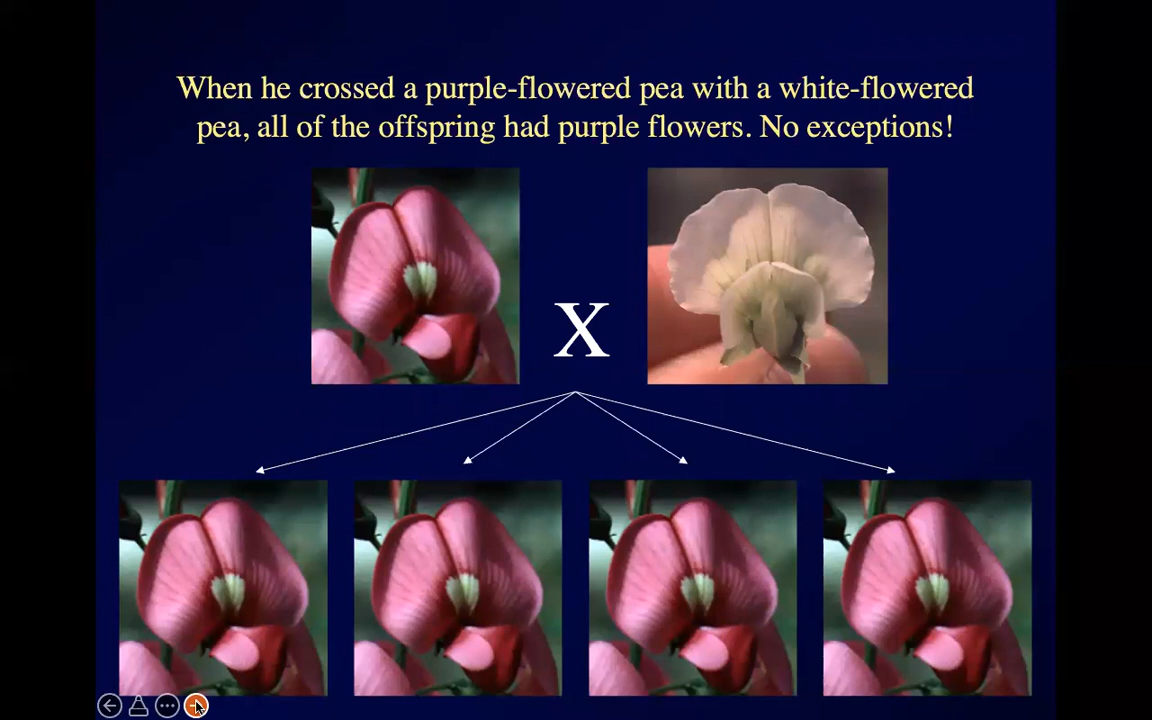 When he crossed a purple-flowered pea with a white-flowered
pea, all of the offspring had purple flowers. No exceptions!
X